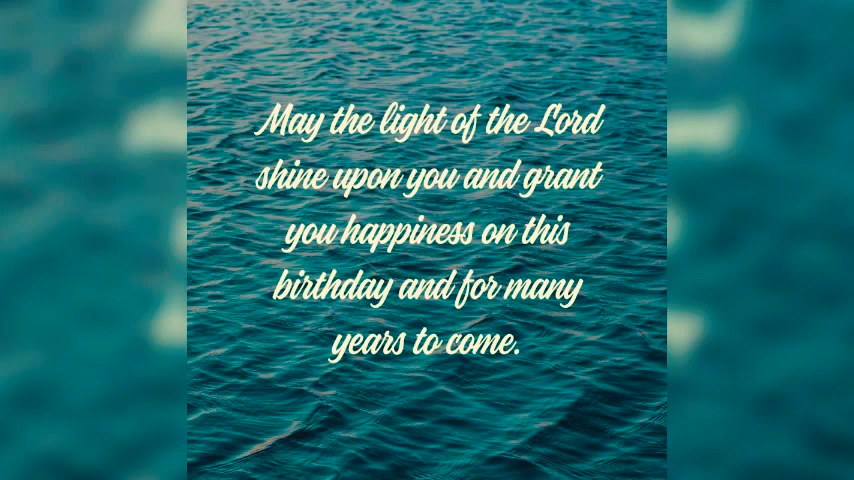 May the light of the Lord
shine upon you and grant
you happiness on this
birthday and for many
years to come.